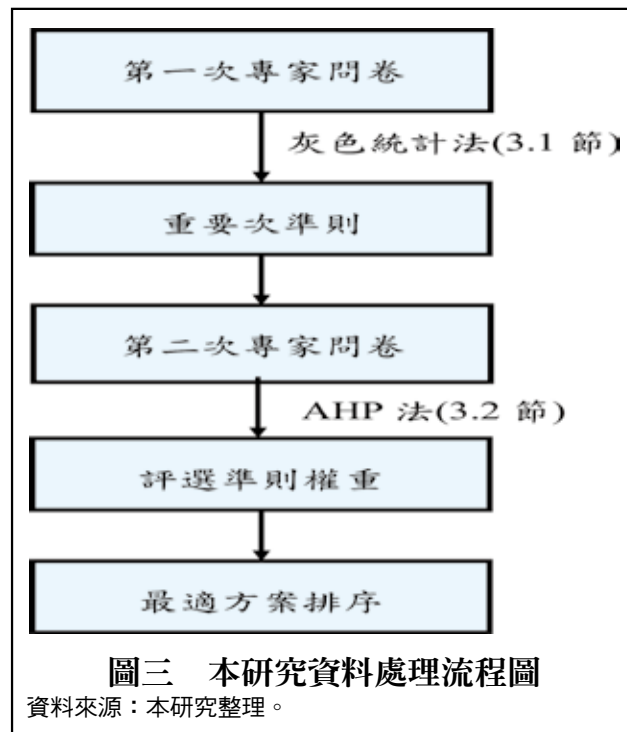 第一次專家問卷
灰色統計法(3.1 節)
重要次準則
第二次專家問卷
AHP 法(3.2 節)
評選準則權重
最適方案排序
圖三　本研究資料處理流程圖
資料來源：本研究整理。